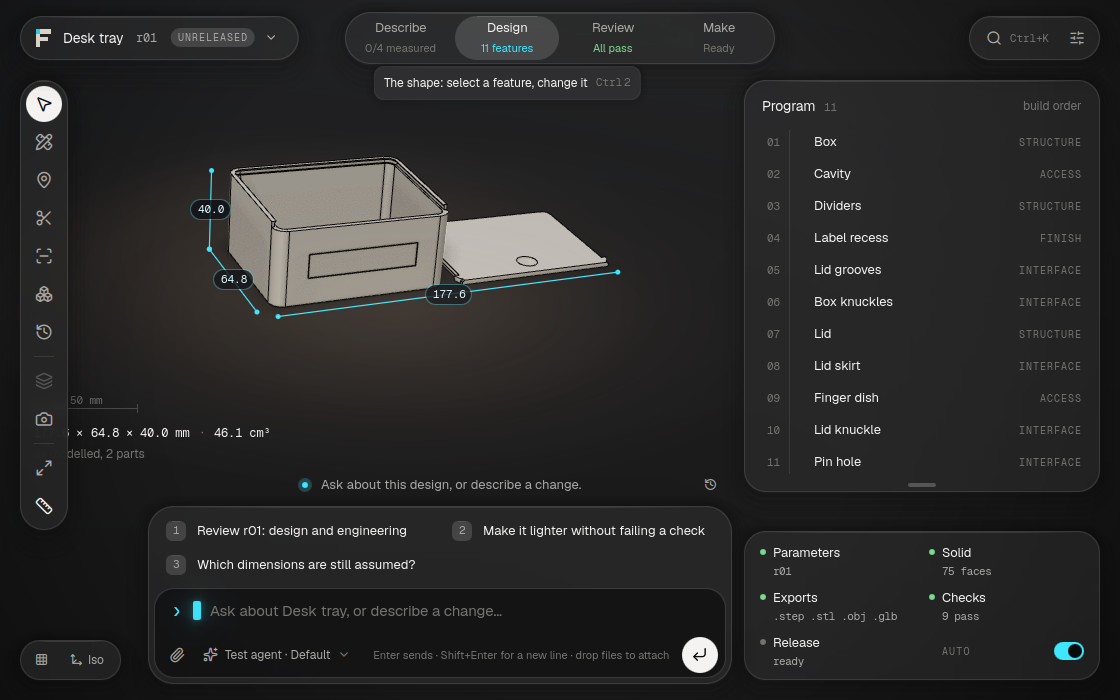 Desk tray r01 UNRELEASED
Describe
0/4 measured
Design
11 features
Review
All pass
Make
Ready
Ctrl+K
The shape: select a feature, change it Ctrl 2
40.0
64.8
177.6
50 mm
× 64.8 × 40.0 mm · 46.1 cm³
2 parts
Program 11 build order
01 Box STRUCTURE
02 Cavity ACCESS
03 Dividers STRUCTURE
04 Label recess FINISH
05 Lid grooves INTERFACE
06 Box knuckles INTERFACE
07 Lid STRUCTURE
08 Lid skirt INTERFACE
09 Finger dish ACCESS
10 Lid knuckle INTERFACE
11 Pin hole INTERFACE
Ask about this design, or describe a change.
1 Review r01: design and engineering
2 Make it lighter without failing a check
3 Which dimensions are still assumed?
Ask about Desk tray, or describe a change...
Test agent · Default
Enter sends · Shift+Enter for a new line · drop files to attach
Iso
Parameters
r01
Solid
75 faces
Exports
.step .stl .obj .glb
Checks
9 pass
Release
ready
AUTO